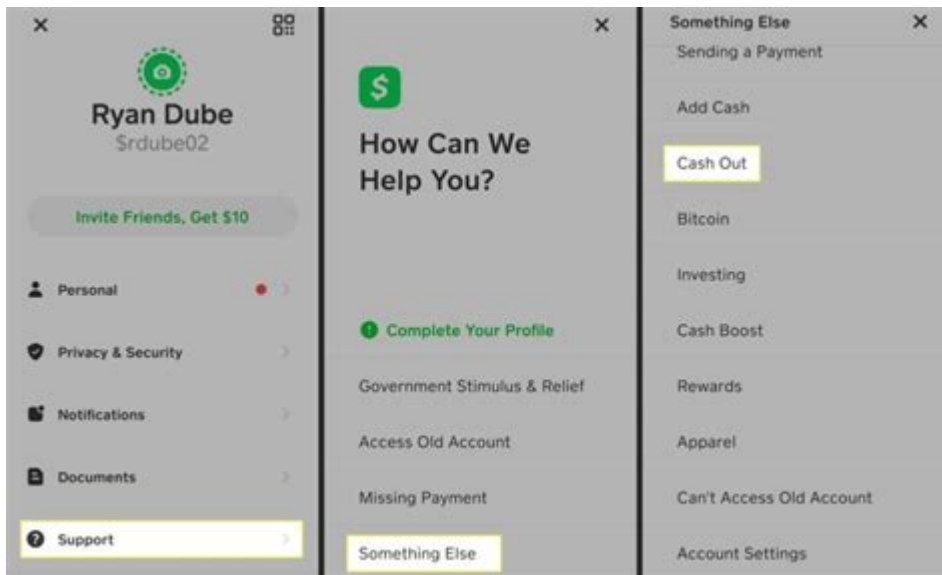 Ryan Dube
$rdube02
Invite Friends, Get $10
Personal
Privacy & Security
Notifications
Documents
Support
$
How Can We
Help You?
Complete Your Profile
Government Stimulus & Relief
Access Old Account
Missing Payment
Something Else
Something Else
Sending a Payment
Add Cash
Cash Out
Bitcoin
Investing
Cash Boost
Rewards
Apparel
Can't Access Old Account
Account Settings